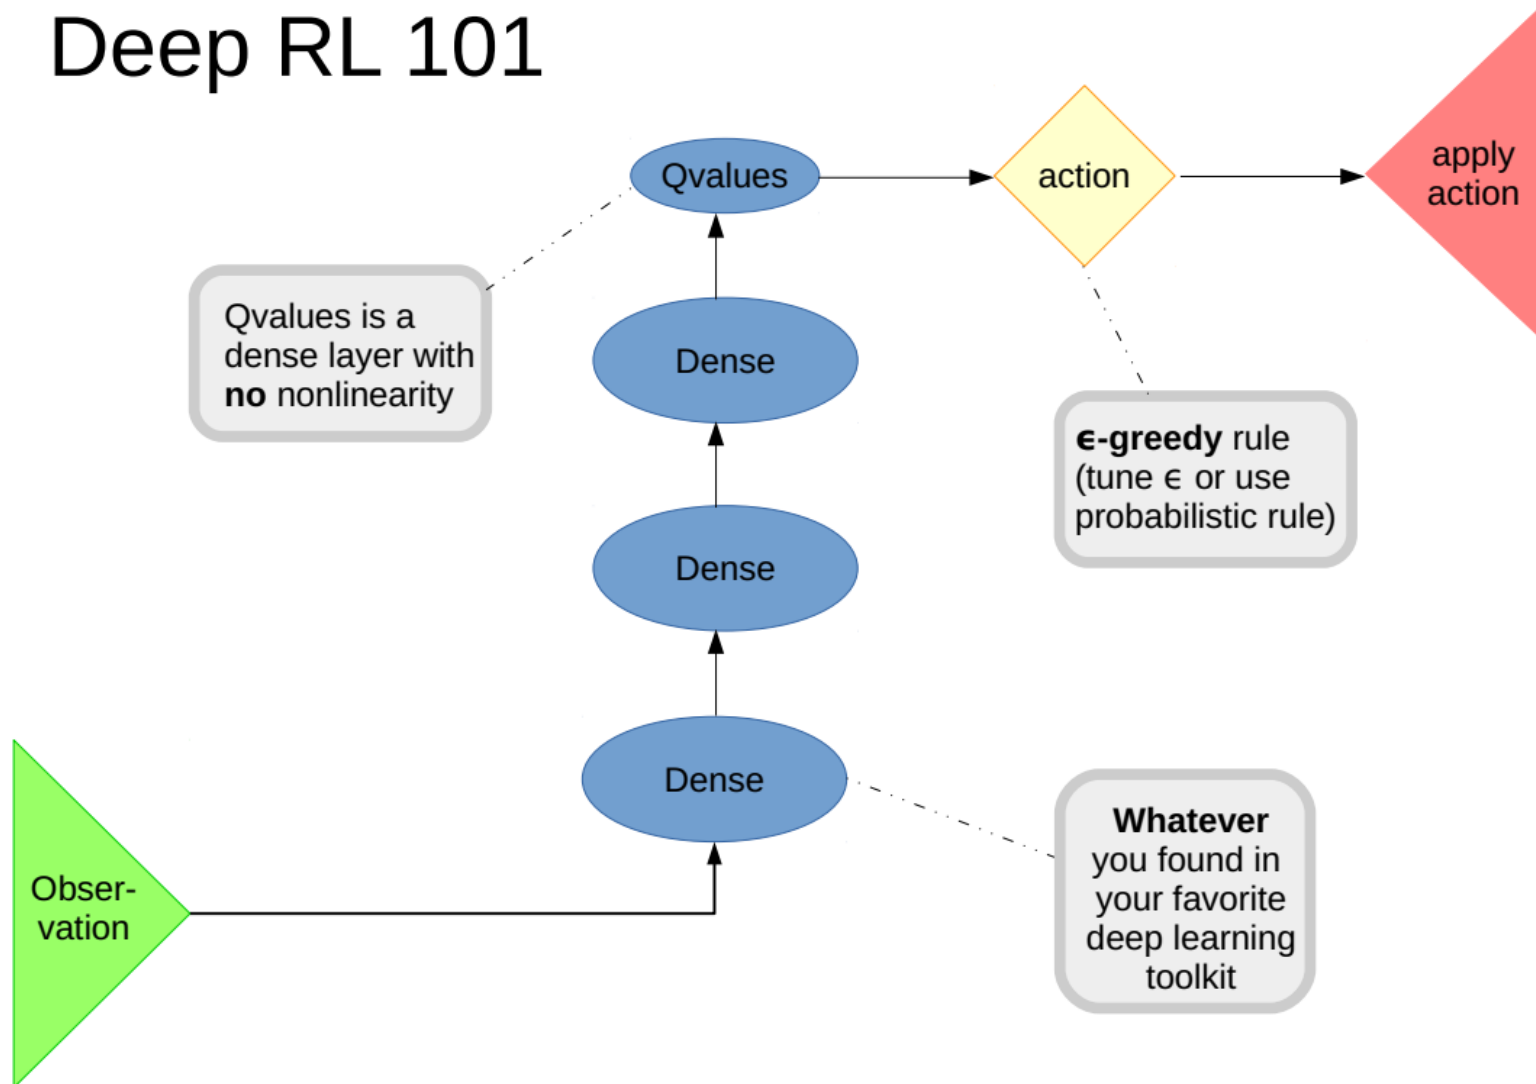 Deep RL 101
Qvalues
action
apply
action
Qvalues is a
dense layer with
no nonlinearity
Dense
ϵ-greedy rule
(tune ϵ or use
probabilistic rule)
Dense
Dense
Whatever
you found in
your favorite
deep learning
toolkit
Obser-
vation